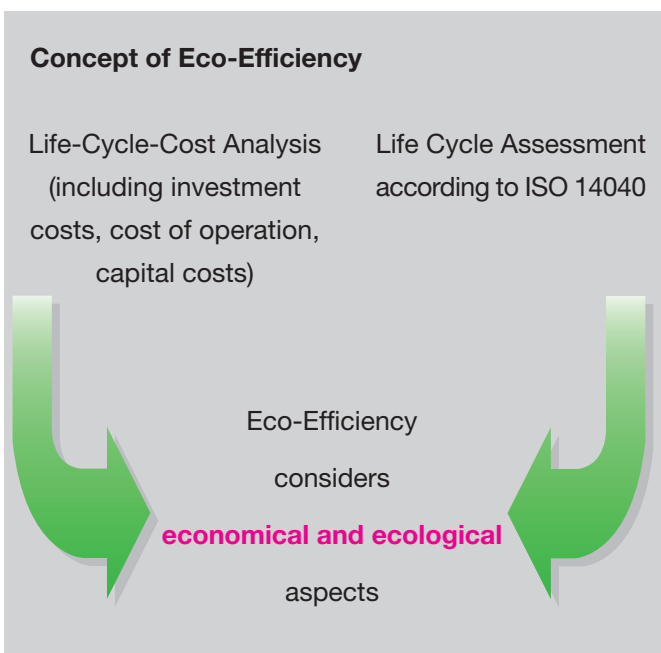 Concept of Eco-Efficiency
Life-Cycle-Cost Analysis
(including investment
costs, cost of operation,
capital costs)
Life Cycle Assessment
according to ISO 14040
Eco-Efficiency
considers
economical and ecological
aspects